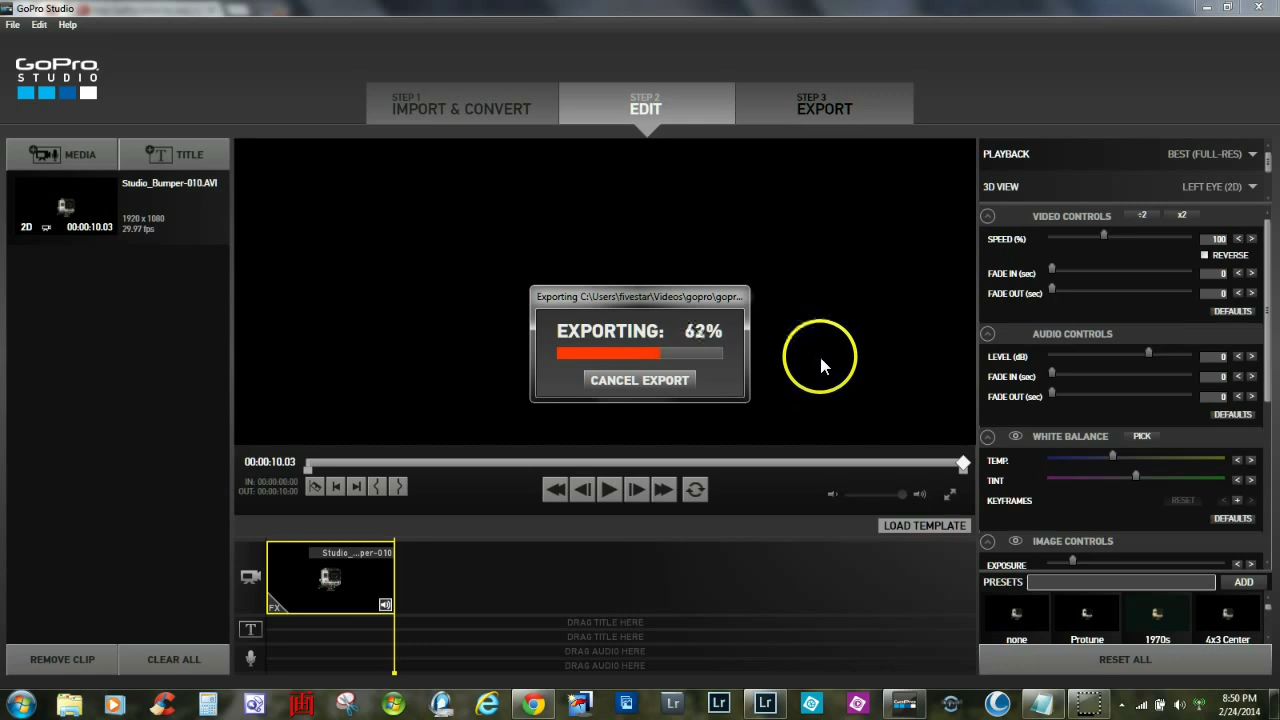 GoPro Studio
File Edit Help
GoPro
STUDIO
STEP 1
IMPORT & CONVERT
STEP 2
EDIT
STEP 3
EXPORT
MEDIA
TITLE
Studio_Bumper-010.AVI
1920 x 1080
29.97 fps
2D 00:00:10.03
PLAYBACK BEST (FULL-RES)
3D VIEW LEFT EYE (2D)
VIDEO CONTROLS ÷2 x2
SPEED (%) 100 < >
REVERSE
FADE IN (sec) 0 < >
FADE OUT (sec) 0 < >
DEFAULTS
AUDIO CONTROLS
LEVEL (dB) 0 < >
FADE IN (sec) 0 < >
FADE OUT (sec) 0 < >
DEFAULTS
WHITE BALANCE PICK
TEMP. < >
TINT < >
KEYFRAMES RESET < + >
DEFAULTS
IMAGE CONTROLS
EXPOSURE < >
PRESETS ADD
none Protune 1970s 4x3 Center
RESET ALL
Exporting C:\Users\fivestar\Videos\gopro\gopr...
EXPORTING: 62%
CANCEL EXPORT
00:00:10.03
IN: 00:00:00:00
OUT: 00:00:10:00
LOAD TEMPLATE
Studio_...per-010
FX
T
DRAG TITLE HERE
DRAG TITLE HERE
DRAG AUDIO HERE
DRAG AUDIO HERE
REMOVE CLIP CLEAR ALL
Lr Lr Lr
8:50 PM
2/24/2014